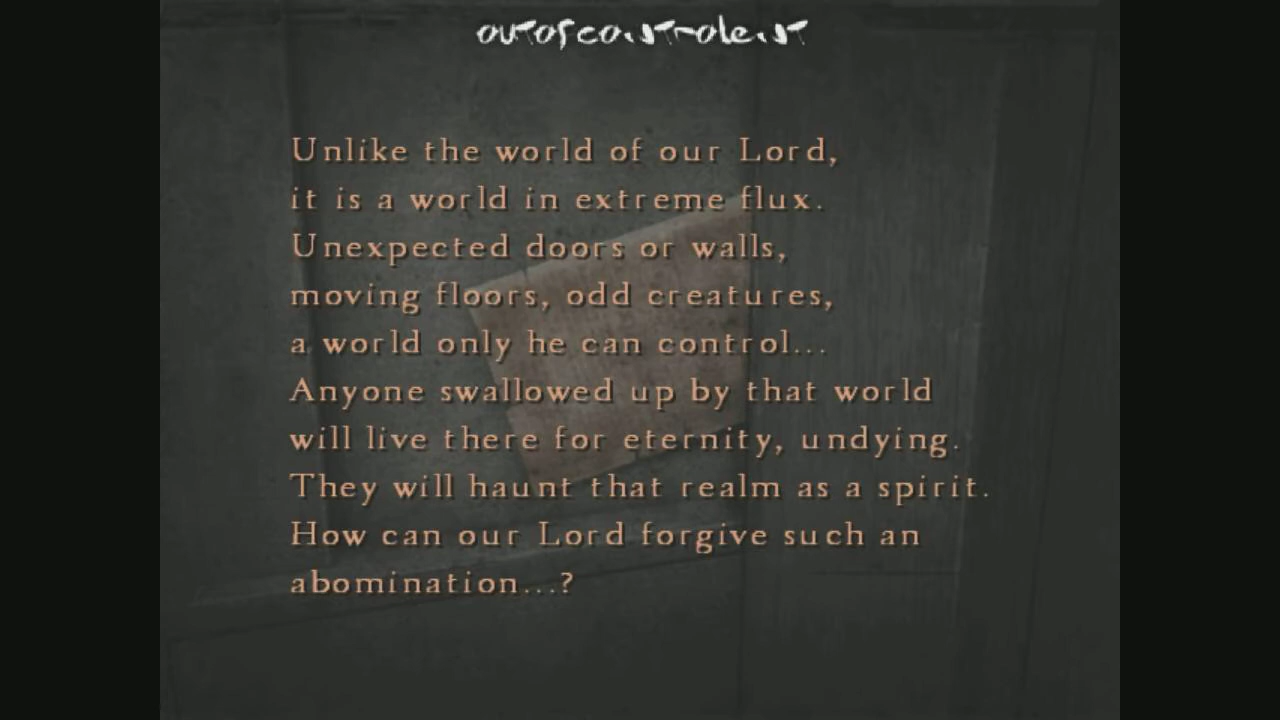 Unlike the world of our Lord,
it is a world in extreme flux.
Unexpected doors or walls,
moving floors, odd creatures,
a world only he can control...
Anyone swallowed up by that world
will live there for eternity, undying.
They will haunt that realm as a spirit.
How can our Lord forgive such an
abomination...?